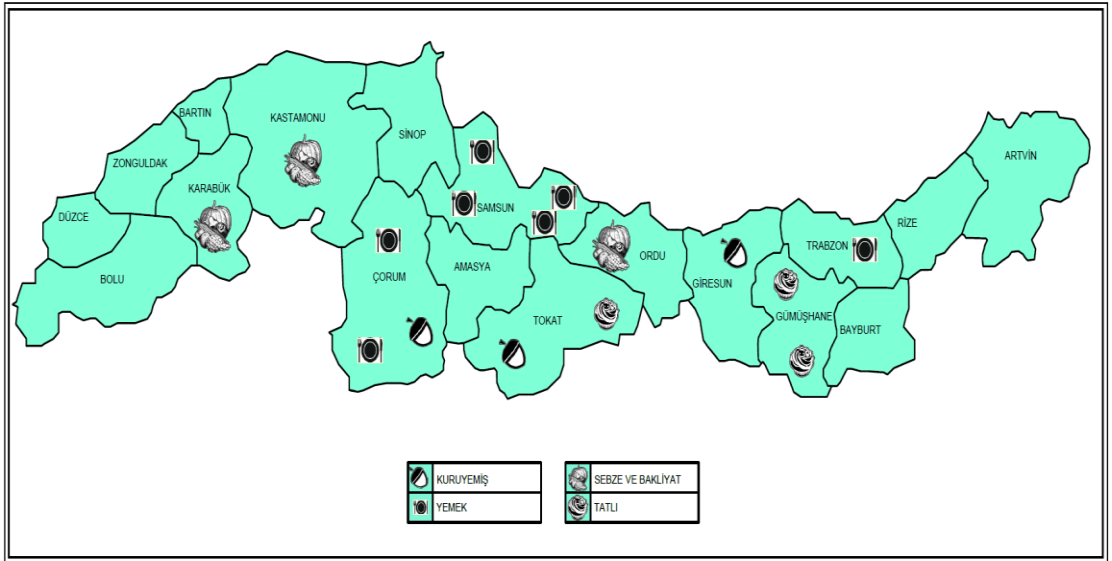 BARTIN
KASTAMONU
SİNOP
ZONGULDAK
KARABÜK
DÜZCE
BOLU
SAMSUN
ÇORUM
AMASYA
TOKAT
ORDU
GİRESUN
TRABZON
RİZE
ARTVİN
GÜMÜŞHANE
BAYBURT
KURUYEMİŞ
SEBZE VE BAKLİYAT
YEMEK
TATLI